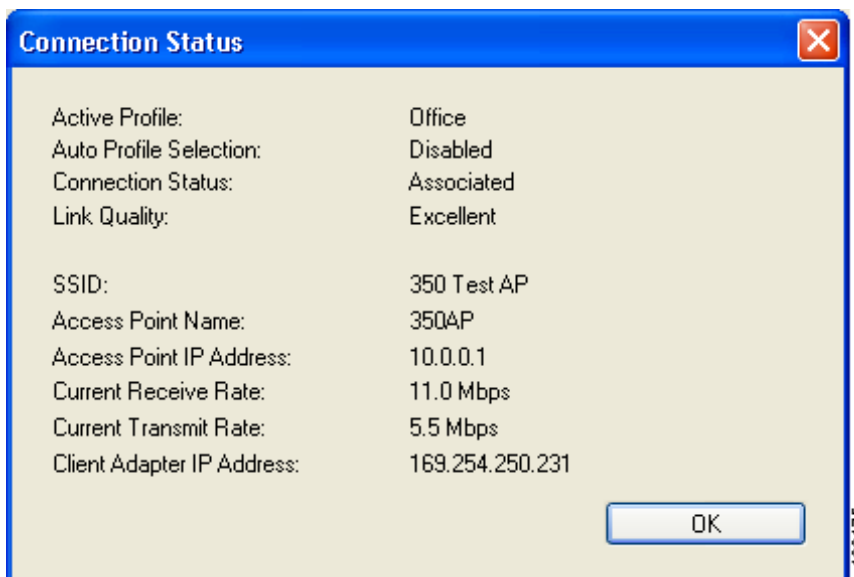 Connection Status
Active Profile: Office
Auto Profile Selection: Disabled
Connection Status: Associated
Link Quality: Excellent
SSID: 350 Test AP
Access Point Name: 350AP
Access Point IP Address: 10.0.0.1
Current Receive Rate: 11.0 Mbps
Current Transmit Rate: 5.5 Mbps
Client Adapter IP Address: 169.254.250.231
OK